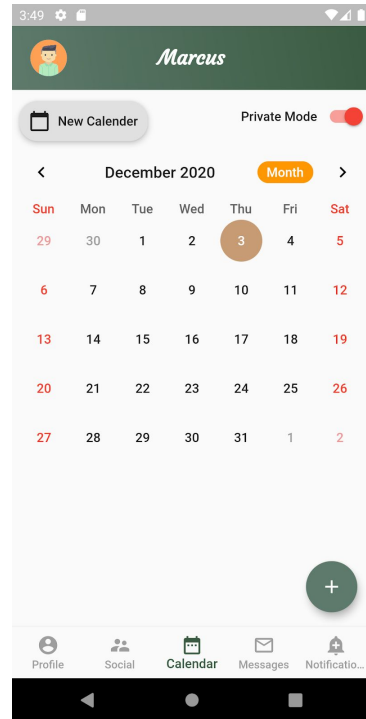 3:49
Marcus
New Calender
Private Mode
December 2020
Month
Sun Mon Tue Wed Thu Fri Sat
29 30 1 2 3 4 5
6 7 8 9 10 11 12
13 14 15 16 17 18 19
20 21 22 23 24 25 26
27 28 29 30 31 1 2
+
Profile Social Calendar Messages Notificatio...